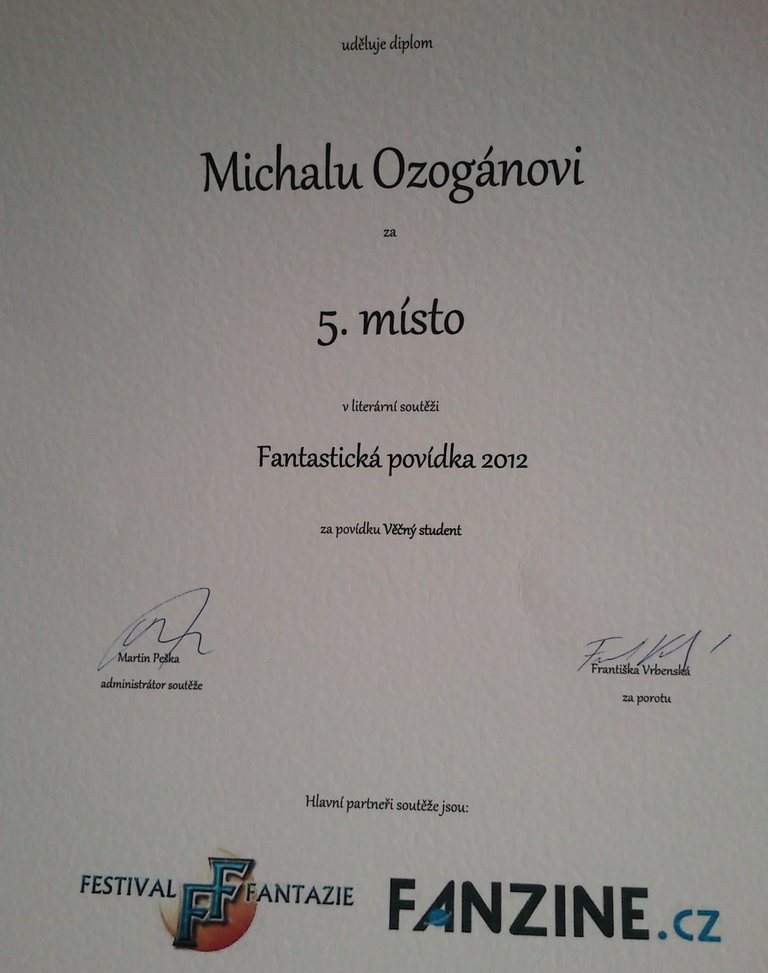 uděluje diplom
Michalu Ozogánovi
za
5. místo
v literární soutěži
Fantastická povídka 2012
za povídku Věčný student
Martin Peška
administrátor soutěže
Františka Vrbenská
za porotu
Hlavní partneři soutěže jsou:
FESTIVAL FF FANTAZIE
FANZINE.cz